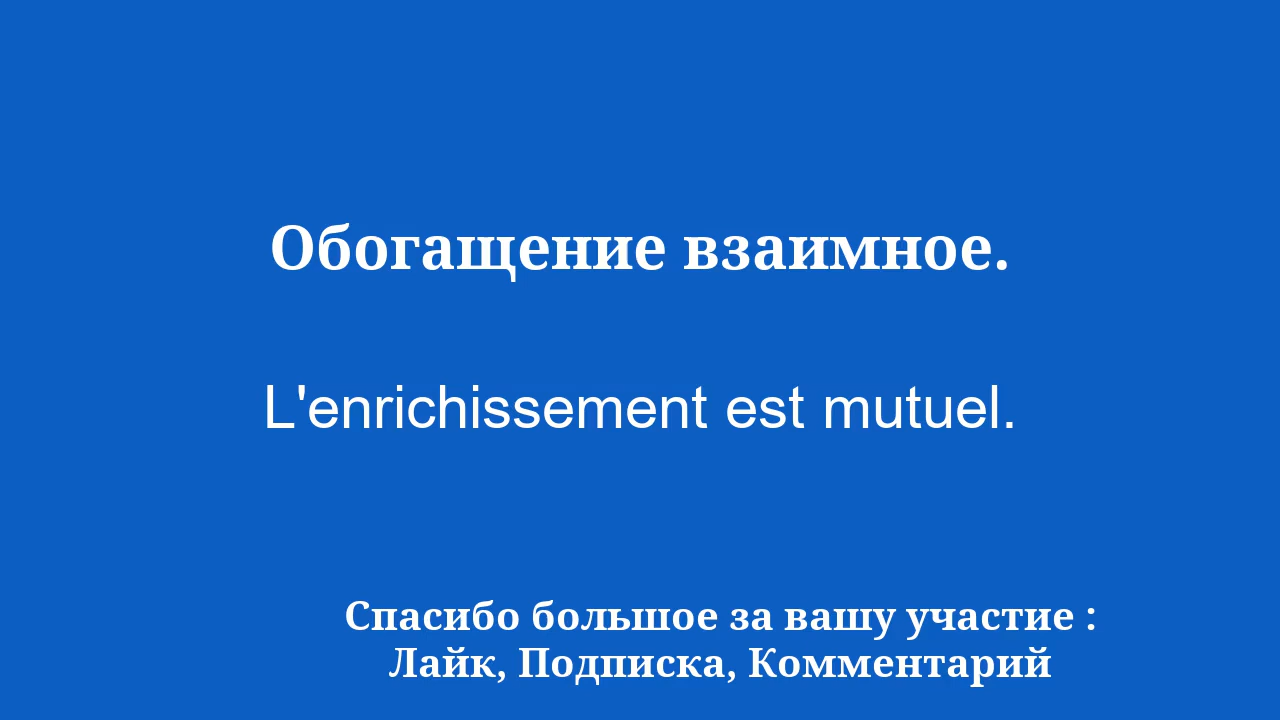 Обогащение взаимное.
L'enrichissement est mutuel.
Спасибо большое за вашу участие :
Лайк, Подписка, Комментарий